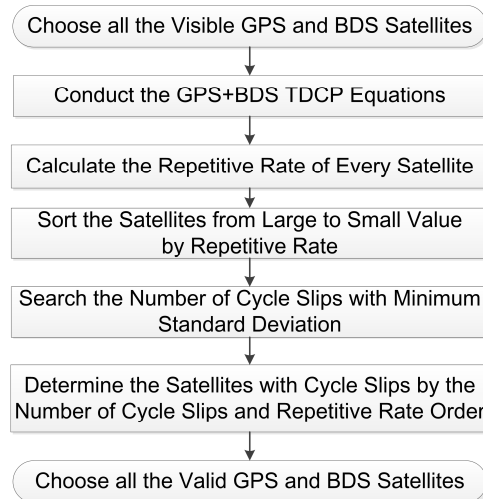 Choose all the Visible GPS and BDS Satellites
Conduct the GPS+BDS TDCP Equations
Calculate the Repetitive Rate of Every Satellite
Sort the Satellites from Large to Small Value
by Repetitive Rate
Search the Number of Cycle Slips with Minimum
Standard Deviation
Determine the Satellites with Cycle Slips by the
Number of Cycle Slips and Repetitive Rate Order
Choose all the Valid GPS and BDS Satellites